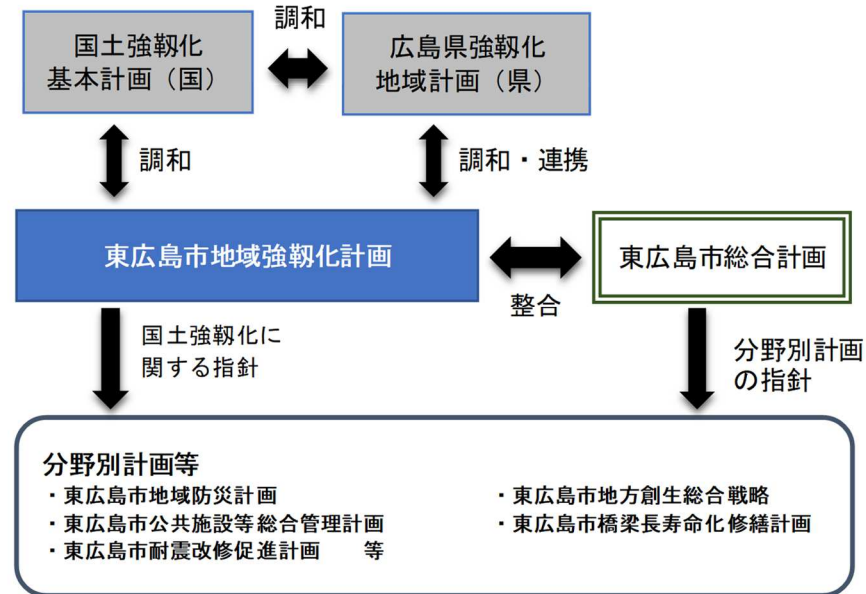 調和
国土強靱化
基本計画（国）
広島県強靱化
地域計画（県）
調和
調和・連携
東広島市地域強靱化計画
東広島市総合計画
整合
国土強靱化に
関する指針
分野別計画
の指針
分野別計画等
・東広島市地域防災計画
・東広島市公共施設等総合管理計画
・東広島市耐震改修促進計画　　等
・東広島市地方創生総合戦略
・東広島市橋梁長寿命化修繕計画